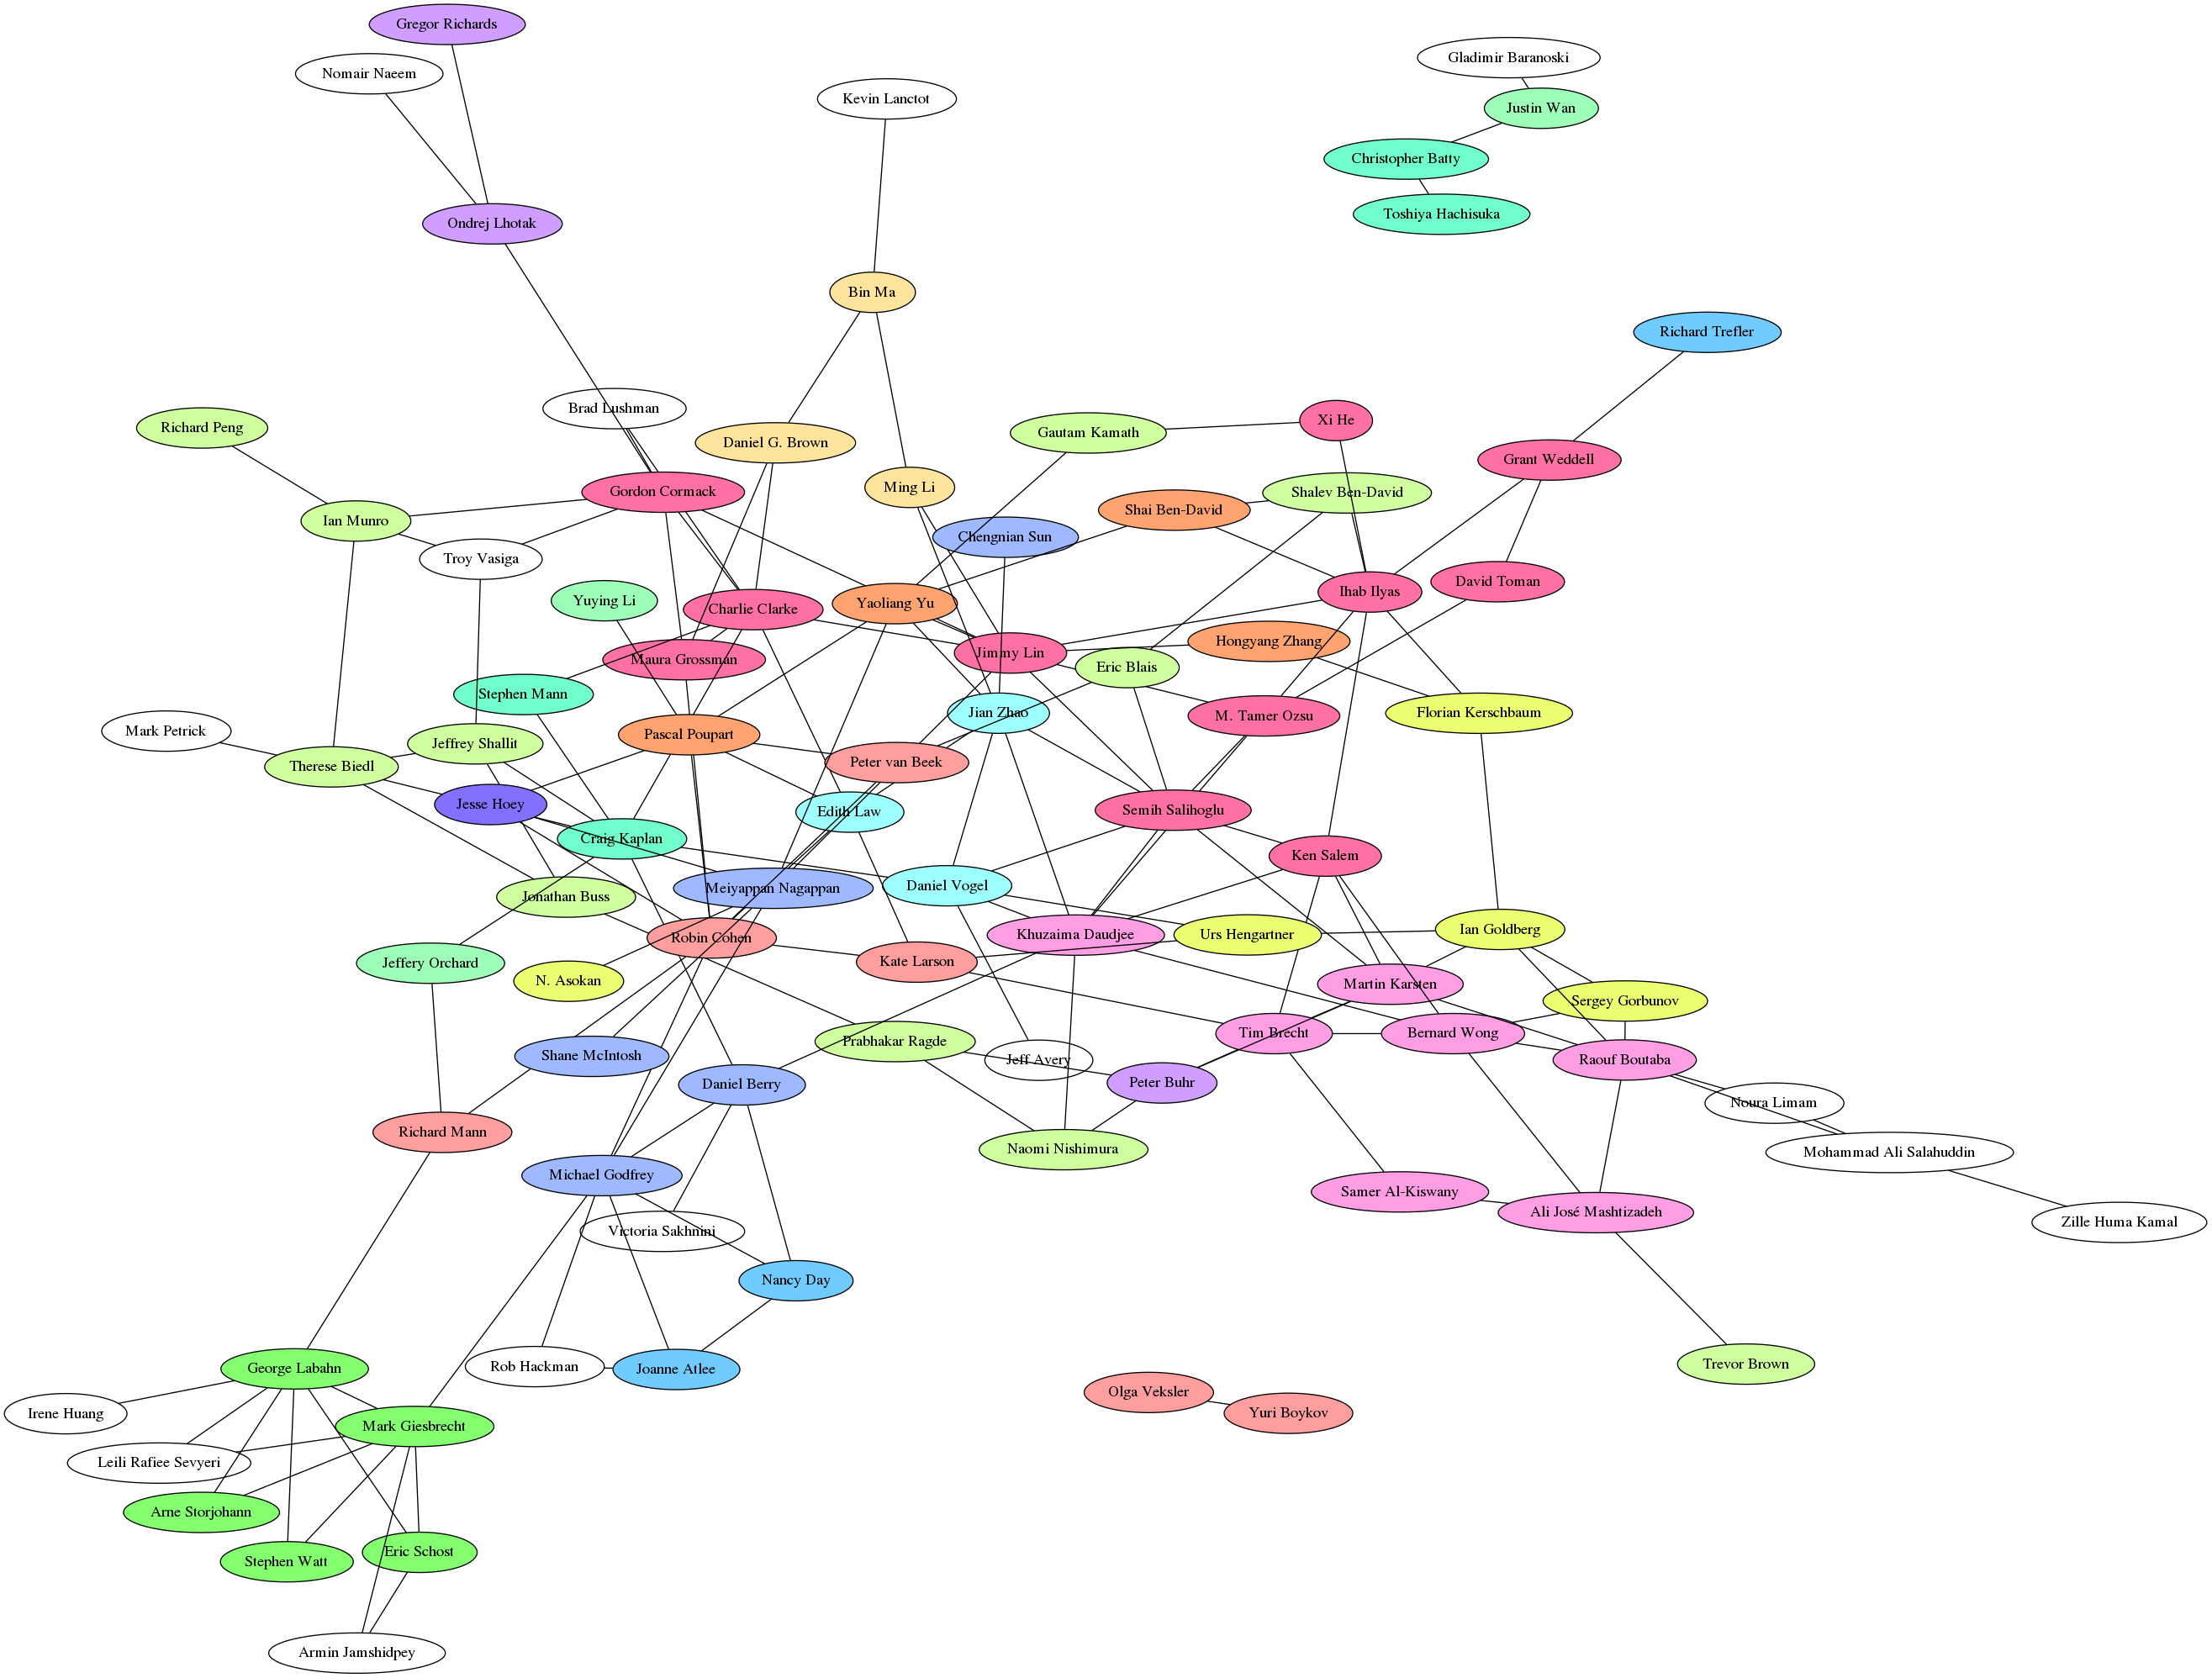 Gregor Richards
Nomair Naeem
Gladimir Baranoski
Kevin Lanctot
Justin Wan
Christopher Batty
Toshiya Hachisuka
Ondrej Lhotak
Bin Ma
Richard Trefler
Brad Lushman
Xi He
Richard Peng
Gautam Kamath
Daniel G. Brown
Grant Weddell
Ming Li
Gordon Cormack
Shalev Ben-David
Shai Ben-David
Ian Munro
Chengnian Sun
Troy Vasiga
David Toman
Ihab Ilyas
Yuying Li
Yaoliang Yu
Charlie Clarke
Hongyang Zhang
Jimmy Lin
Maura Grossman
Eric Blais
Stephen Mann
Jian Zhao
Florian Kerschbaum
M. Tamer Ozsu
Mark Petrick
Pascal Poupart
Jeffrey Shallit
Peter van Beek
Therese Biedl
Jesse Hoey
Semih Salihoglu
Edith Law
Craig Kaplan
Ken Salem
Daniel Vogel
Meiyappan Nagappan
Jonathan Buss
Ian Goldberg
Khuzaima Daudjee
Urs Hengartner
Robin Cohen
Kate Larson
Jeffery Orchard
N. Asokan
Martin Karsten
Sergey Gorbunov
Tim Brecht
Bernard Wong
Prabhakar Ragde
Shane McIntosh
Jeff Avery
Raouf Boutaba
Peter Buhr
Daniel Berry
Noura Limam
Richard Mann
Naomi Nishimura
Mohammad Ali Salahuddin
Michael Godfrey
Samer Al-Kiswany
Ali José Mashtizadeh
Zille Huma Kamal
Victoria Sakhnini
Nancy Day
Trevor Brown
Rob Hackman
George Labahn
Joanne Atlee
Olga Veksler
Irene Huang
Yuri Boykov
Mark Giesbrecht
Leili Rafiee Sevyeri
Arne Storjohann
Eric Schost
Stephen Watt
Armin Jamshidpey